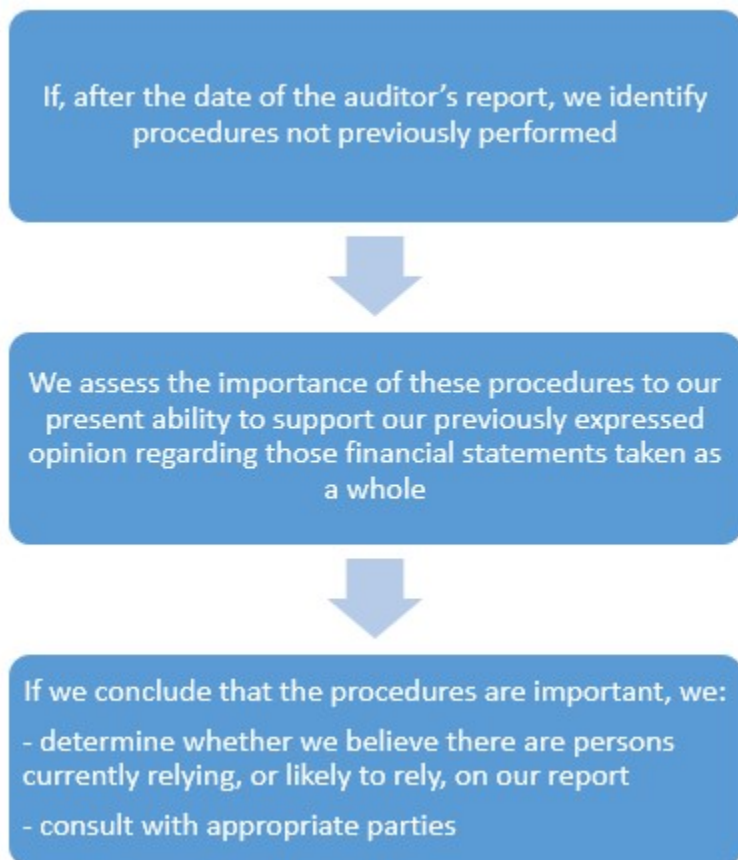 If, after the date of the auditor’s report, we identify
procedures not previously performed
We assess the importance of these procedures to our
present ability to support our previously expressed
opinion regarding those financial statements taken as
a whole
If we conclude that the procedures are important, we:
- determine whether we believe there are persons
currently relying, or likely to rely, on our report
- consult with appropriate parties